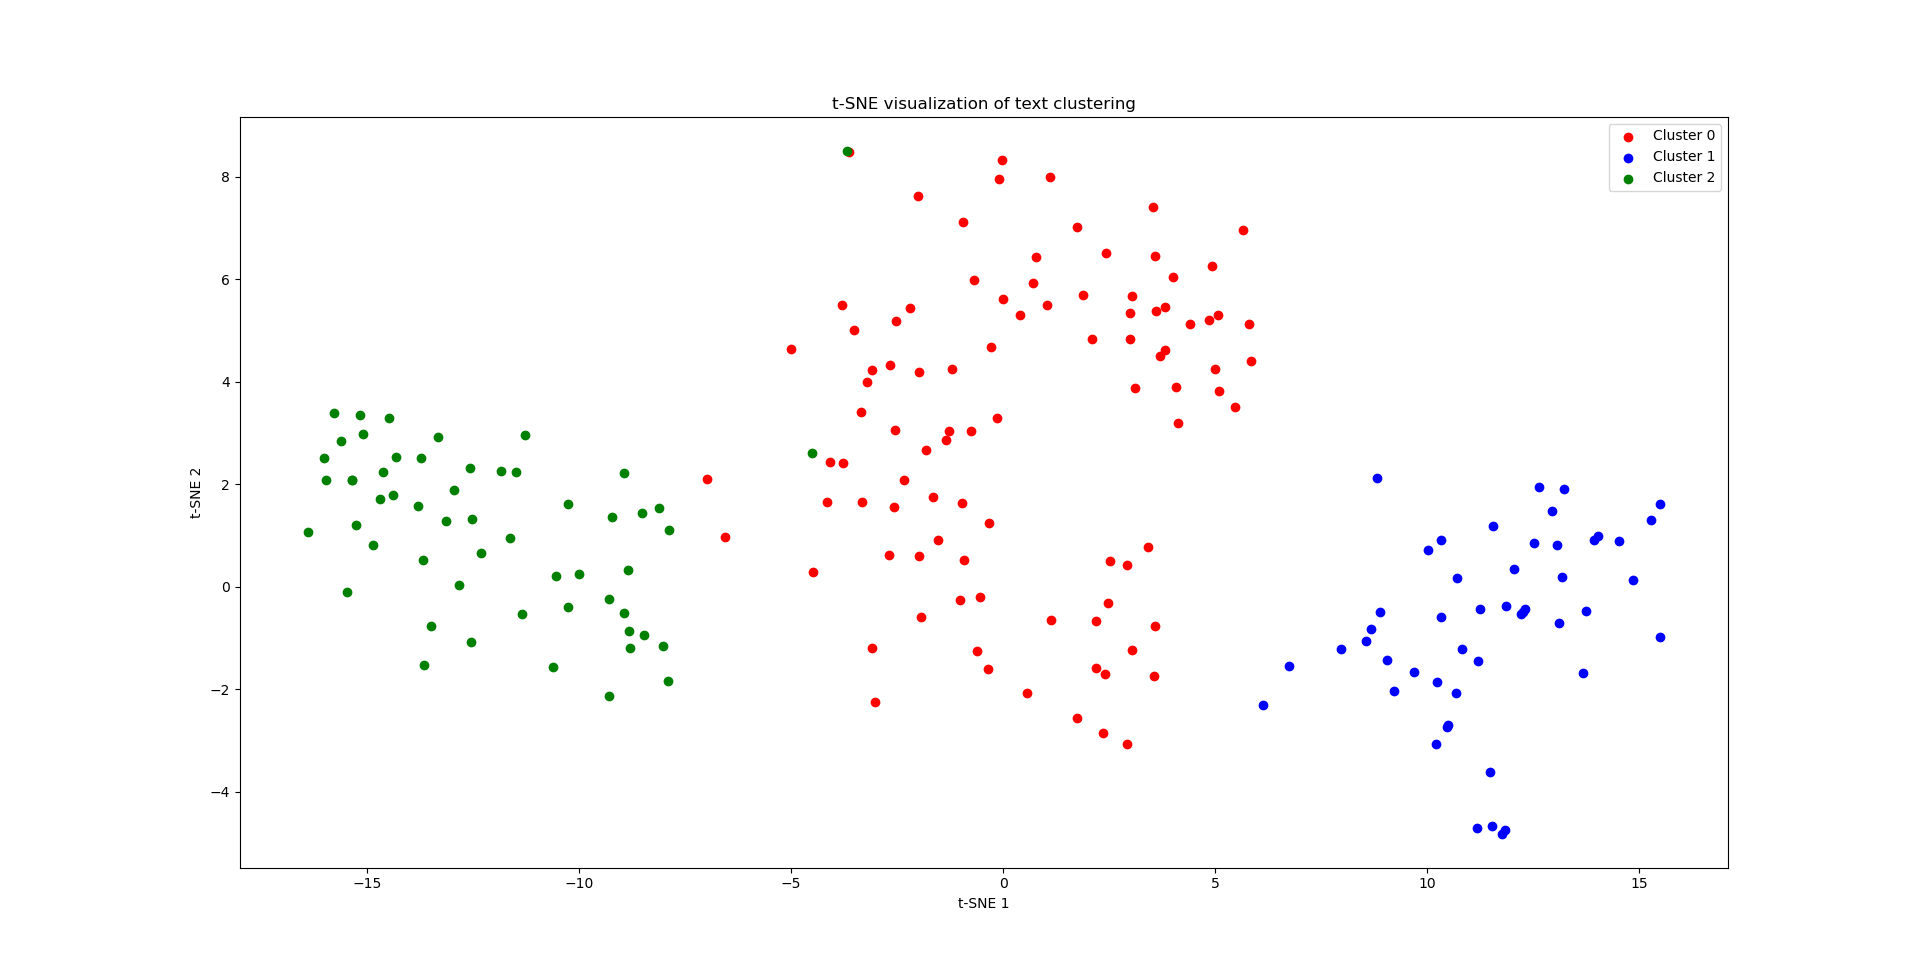 t-SNE visualization of text clustering
Cluster 0
Cluster 1
Cluster 2
8
6
4
2
0
−2
−4
t-SNE 2
−15
−10
−5
0
5
10
15
t-SNE 1